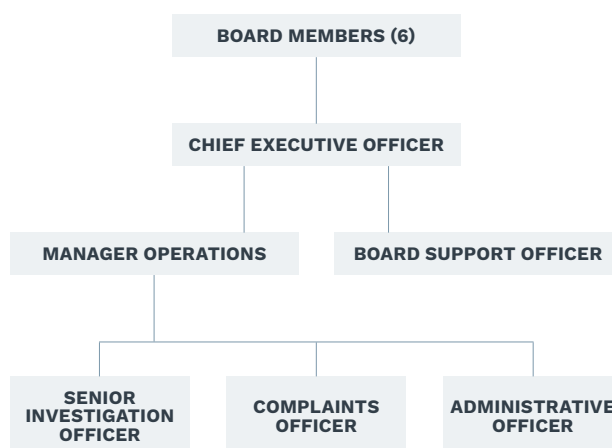 BOARD MEMBERS (6)
CHIEF EXECUTIVE OFFICER
MANAGER OPERATIONS
BOARD SUPPORT OFFICER
SENIOR
INVESTIGATION
OFFICER
COMPLAINTS
OFFICER
ADMINISTRATIVE
OFFICER